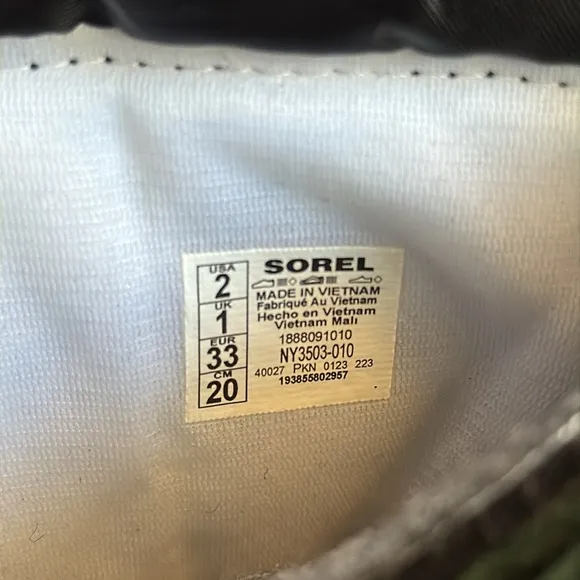 USA
2
UK
1
EUR
33
CM
20
SOREL
MADE IN VIETNAM
Fabriqué Au Vietnam
Hecho en Vietnam
Vietnam Malı
1888091010
NY3503-010
40027 PKN 0123 223
193855802957